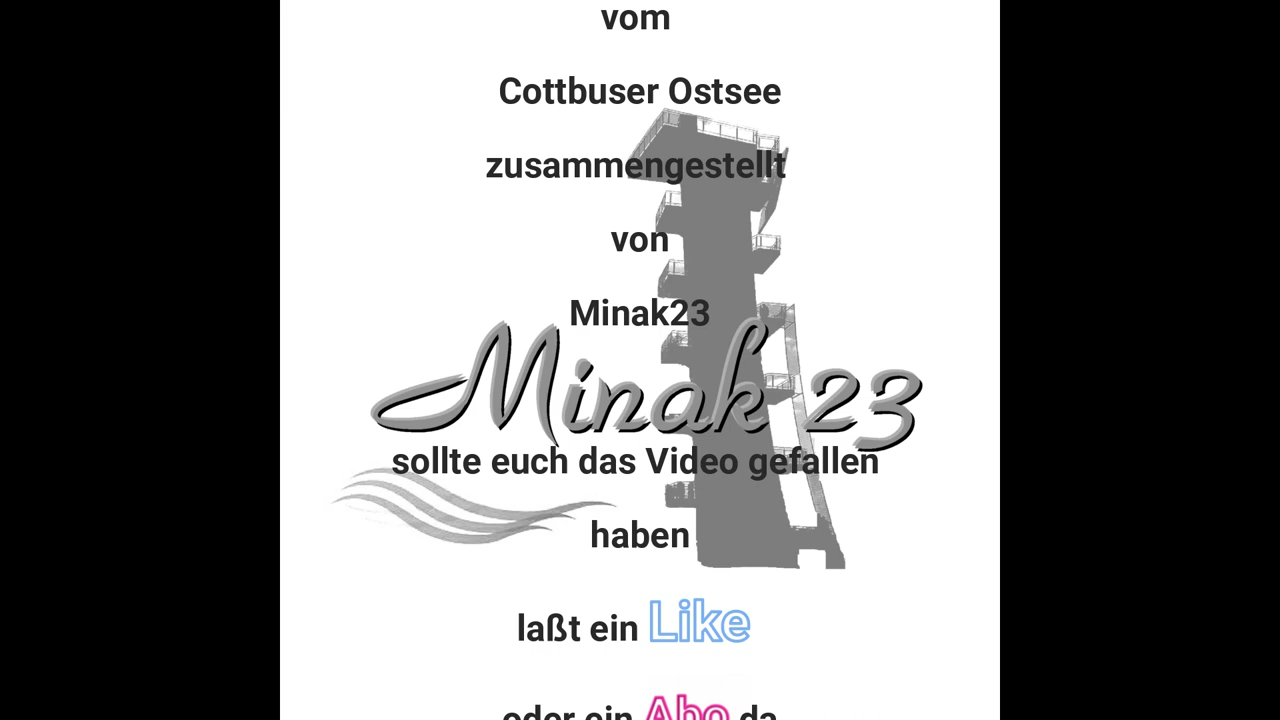 vom
Cottbuser Ostsee
zusammengestellt
von
Minak23
Minak 23
sollte euch das Video gefallen
haben
laßt ein Like
oder ein Abo da